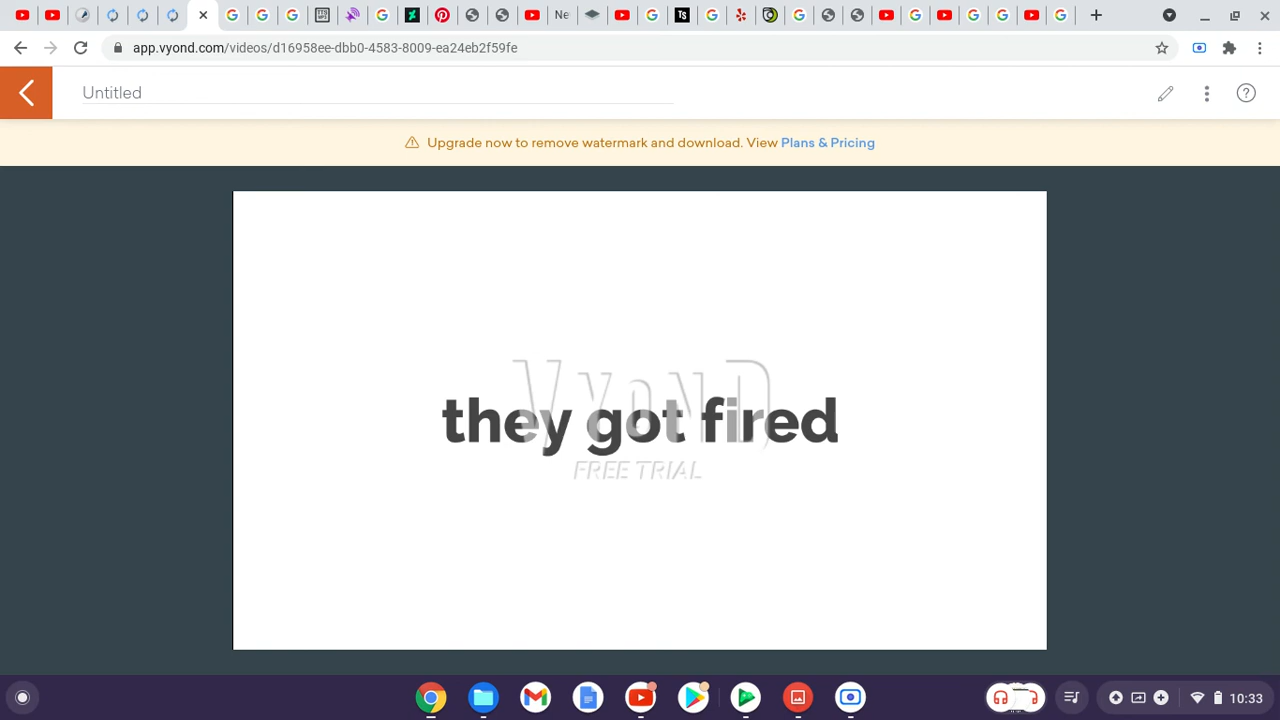 Ne
app.vyond.com/videos/d16958ee-dbb0-4583-8009-ea24eb2f59fe
Untitled
Upgrade now to remove watermark and download. View Plans & Pricing
VYOND
they got fired
FREE TRIAL
10:33